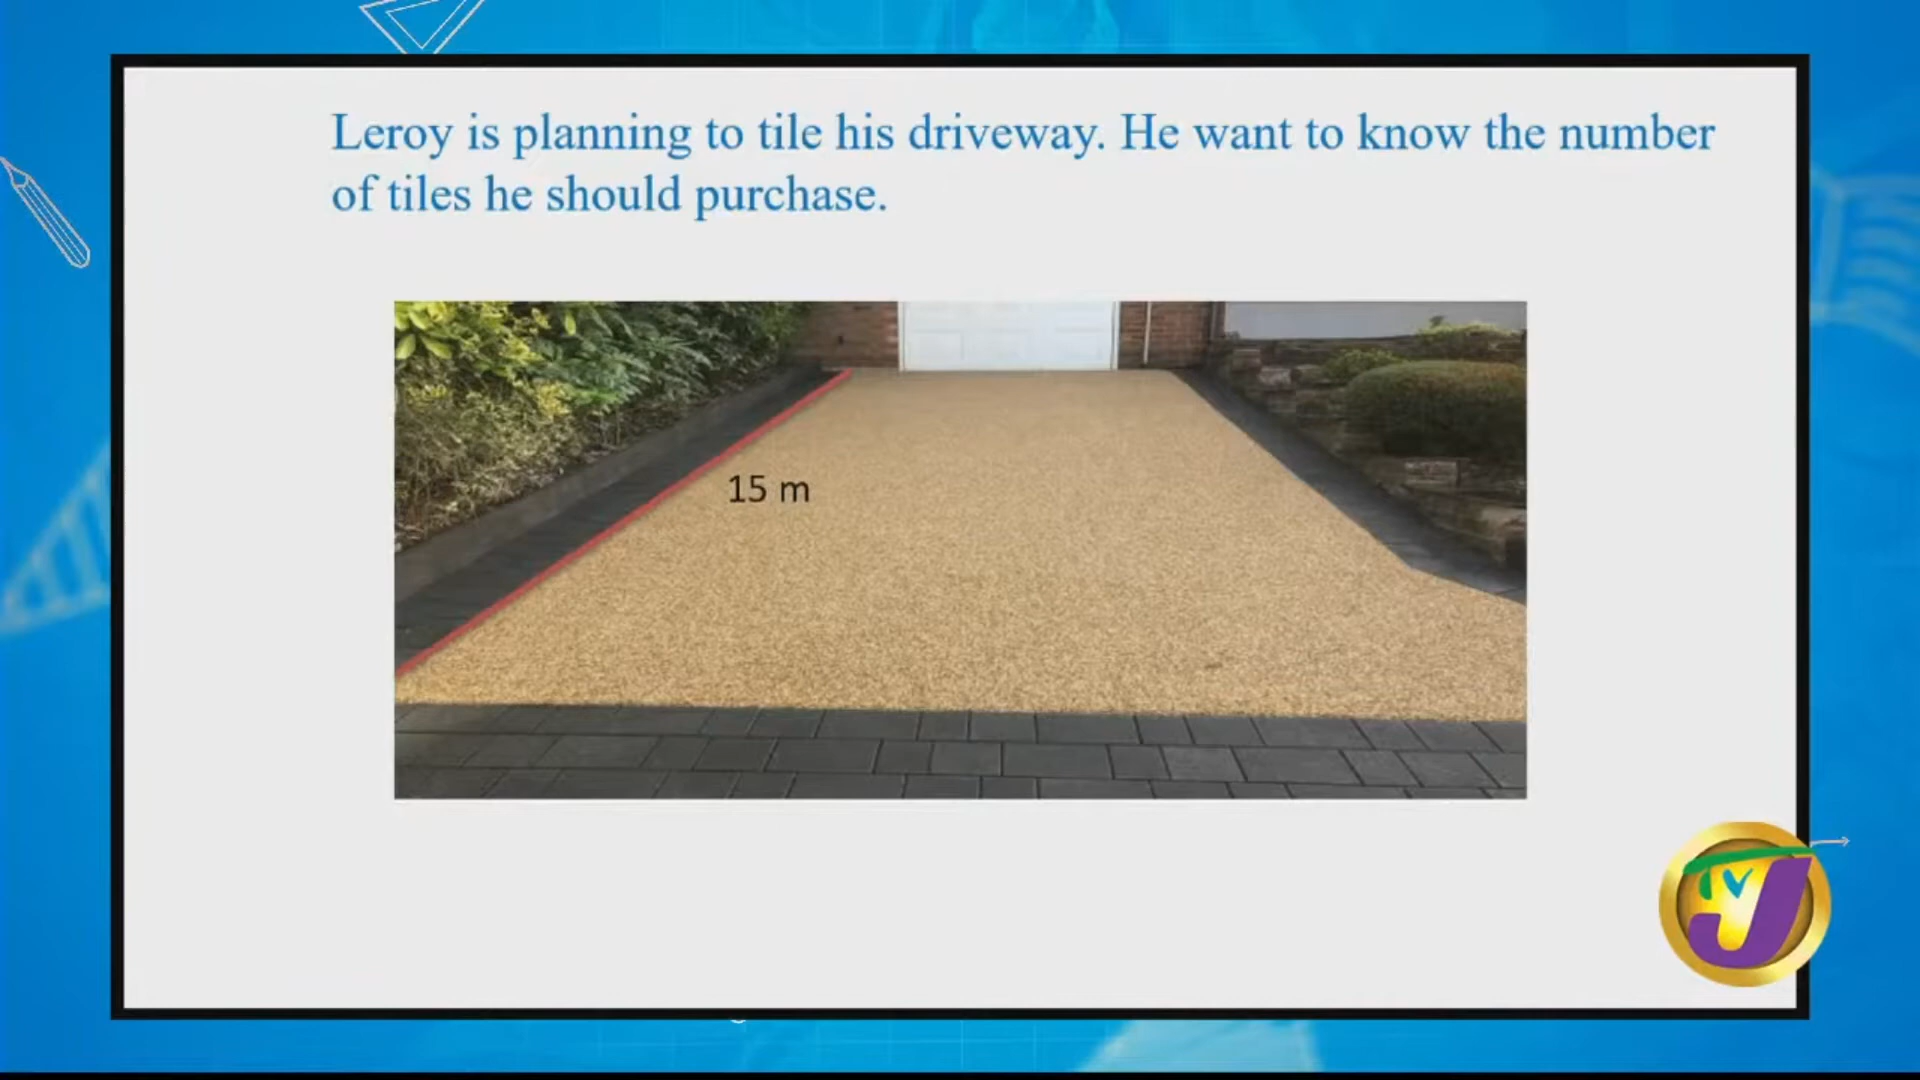 Leroy is planning to tile his driveway. He want to know the number
of tiles he should purchase.
15 m
TVJ